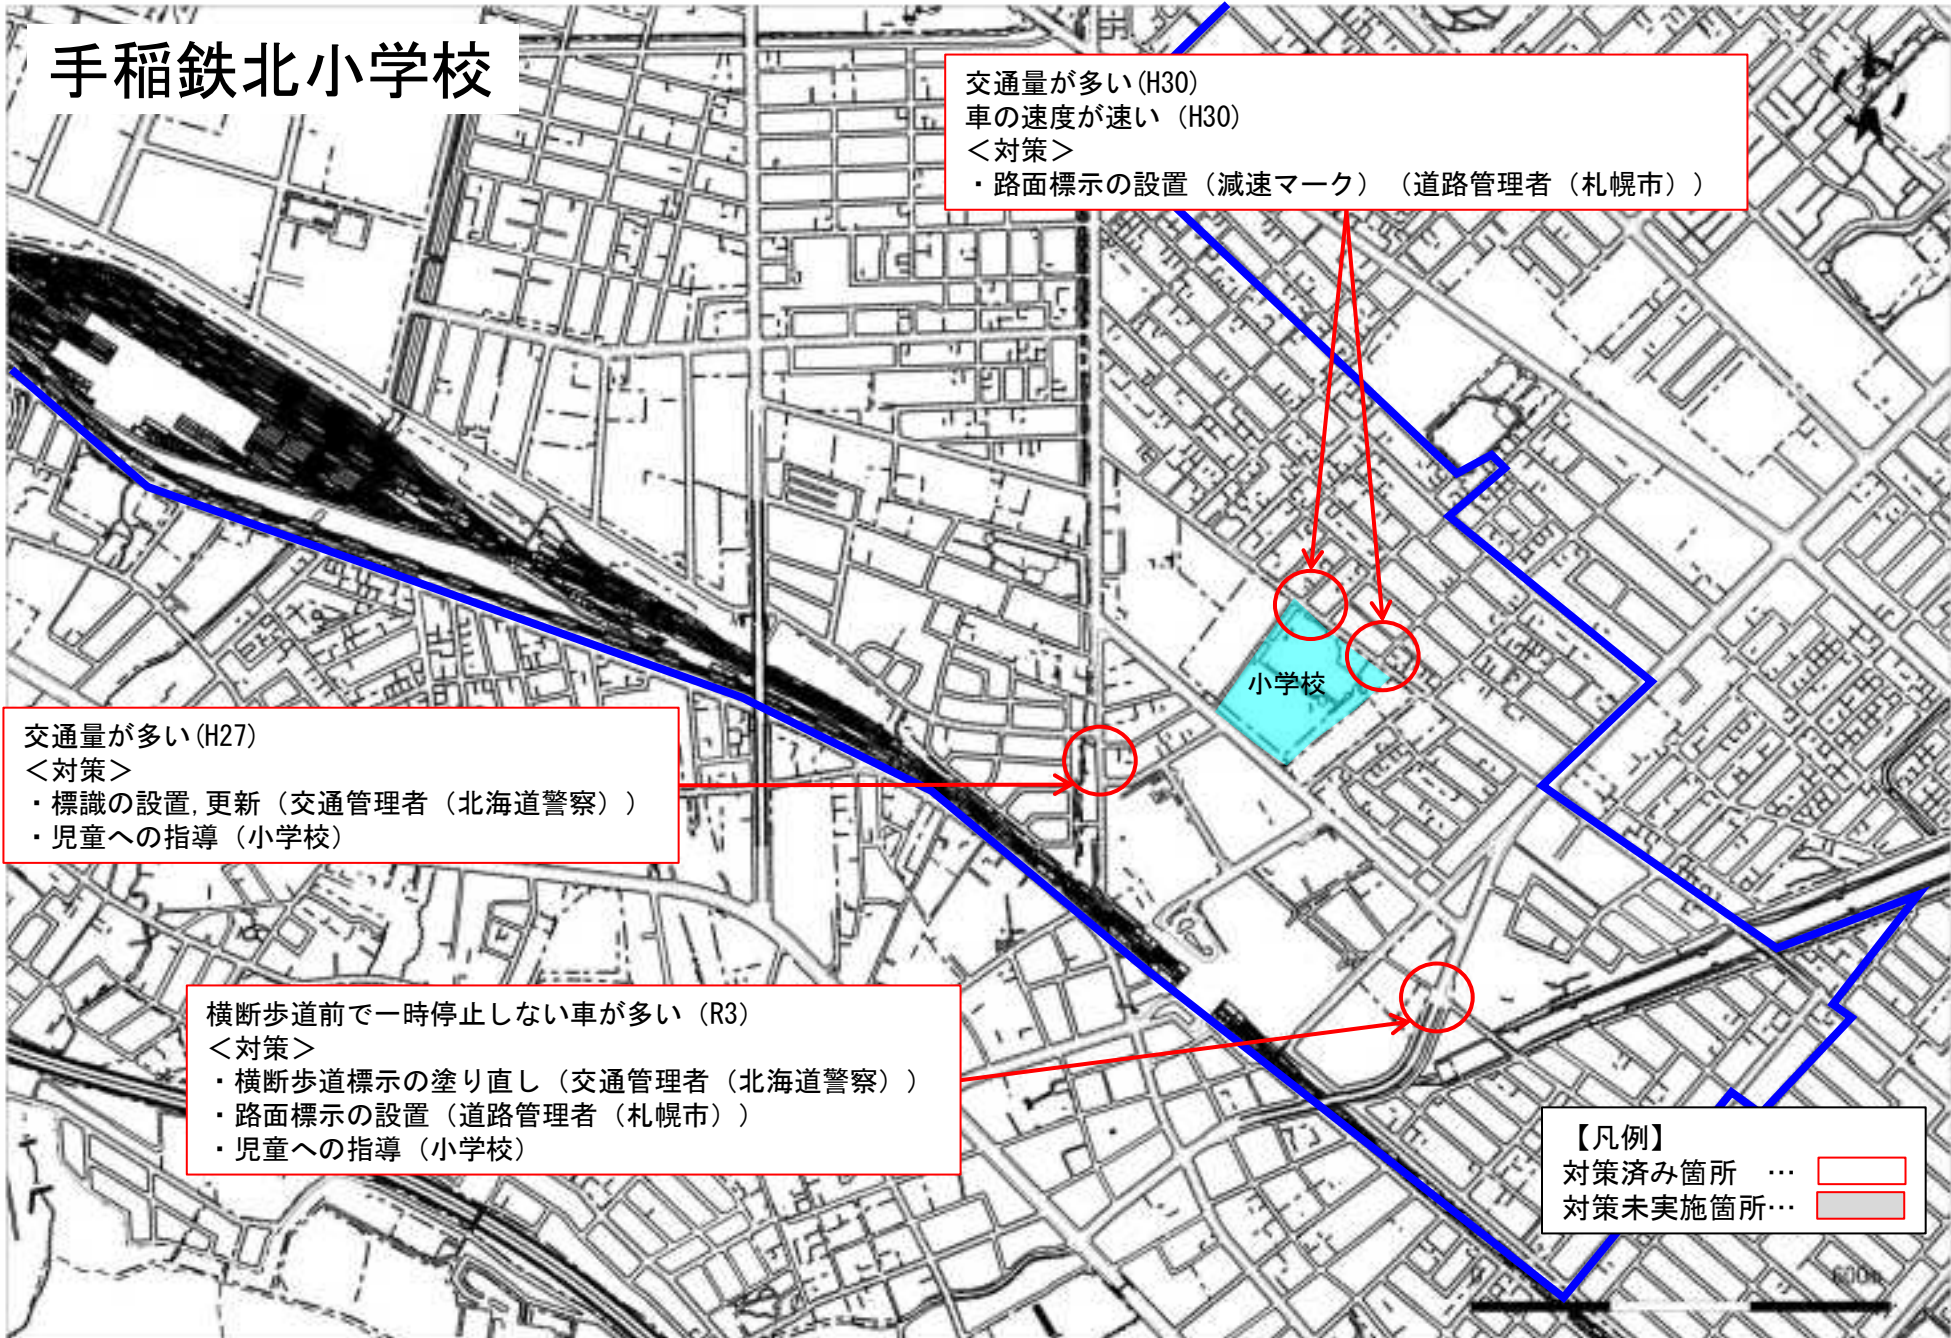 手稲鉄北小学校
交通量が多い(H30)
車の速度が速い（H30）
＜対策＞
・路面標示の設置（減速マーク）（道路管理者（札幌市））
小学校
交通量が多い(H27)
＜対策＞
・標識の設置,更新（交通管理者（北海道警察））
・児童への指導（小学校）
横断歩道前で一時停止しない車が多い（R3）
＜対策＞
・横断歩道標示の塗り直し（交通管理者（北海道警察））
・路面標示の設置（道路管理者（札幌市））
・児童への指導（小学校）
【凡例】
対策済み箇所　…
対策未実施箇所…
0 600m